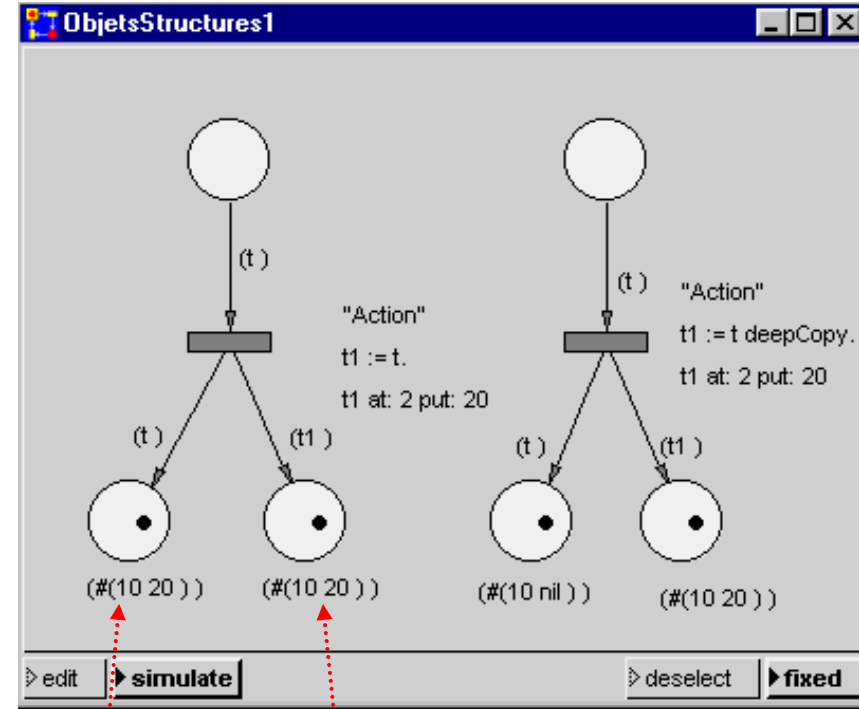 ObjetsStructures1
(t )
"Action"
t1 := t.
t1 at: 2 put: 20
(t )
(t1 )
(#(10 20 ) )
(#(10 20 ) )
(t )
"Action"
t1 := t deepCopy.
t1 at: 2 put: 20
(t )
(t1 )
(#(10 nil ) )
(#(10 20 ) )
edit
simulate
deselect
fixed